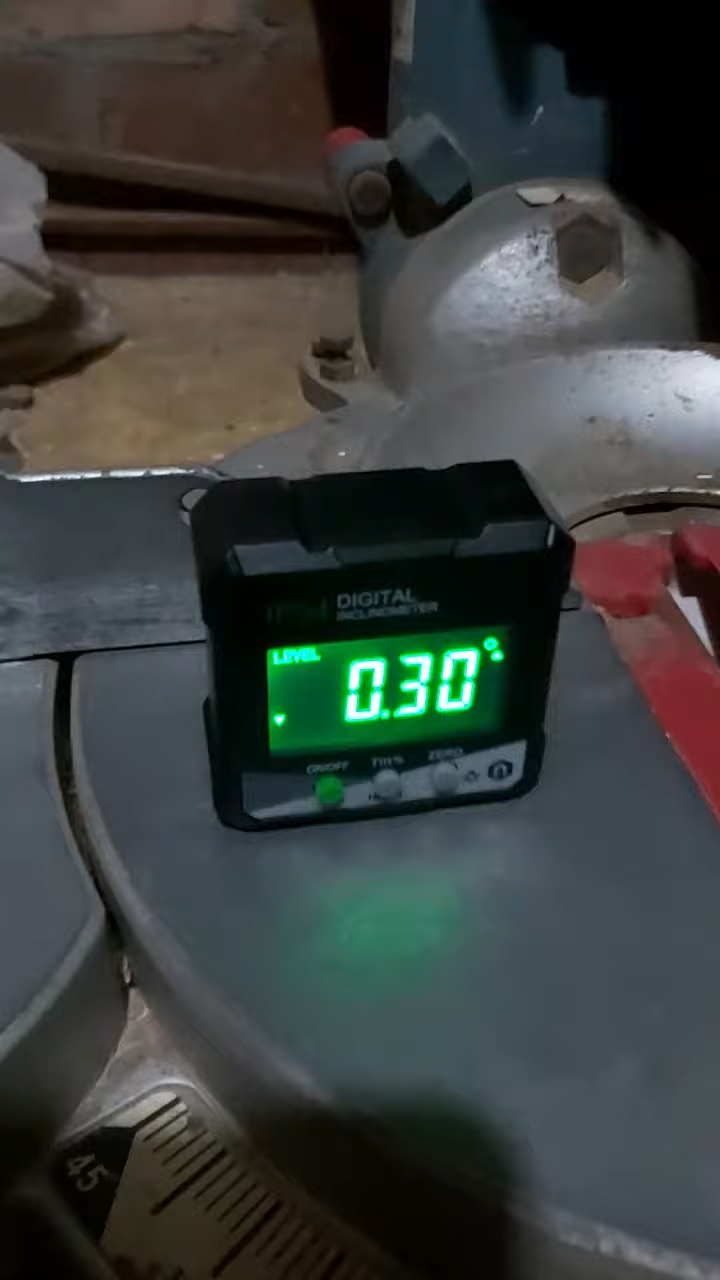 DIGITAL
INCLINOMETER
LEVEL
0.30°
ON/OFF
Tilt%
ZERO
45